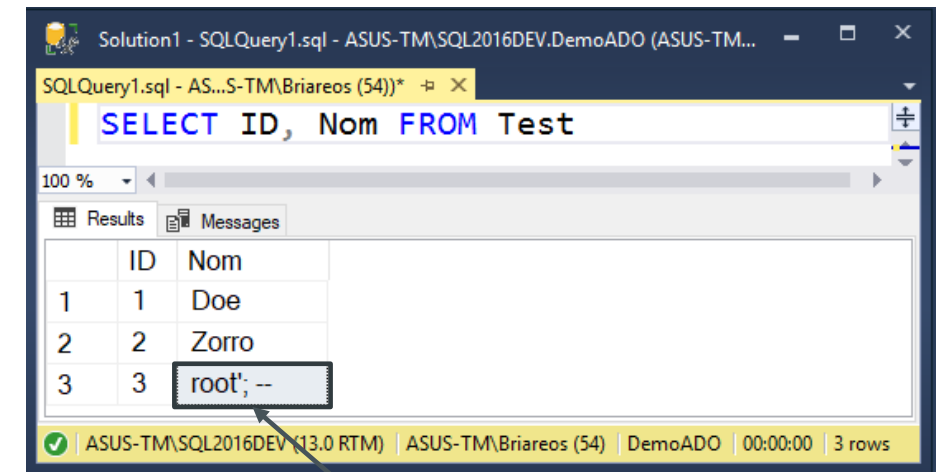 Solution1 - SQLQuery1.sql - ASUS-TM\SQL2016DEV.DemoADO (ASUS-TM...
SQLQuery1.sql - AS...S-TM\Briareos (54))*
SELECT ID, Nom FROM Test
100 %
Results Messages
ID Nom
1 1 Doe
2 2 Zorro
3 3 root'; --
ASUS-TM\SQL2016DEV (13.0 RTM) ASUS-TM\Briareos (54) DemoADO 00:00:00 3 rows